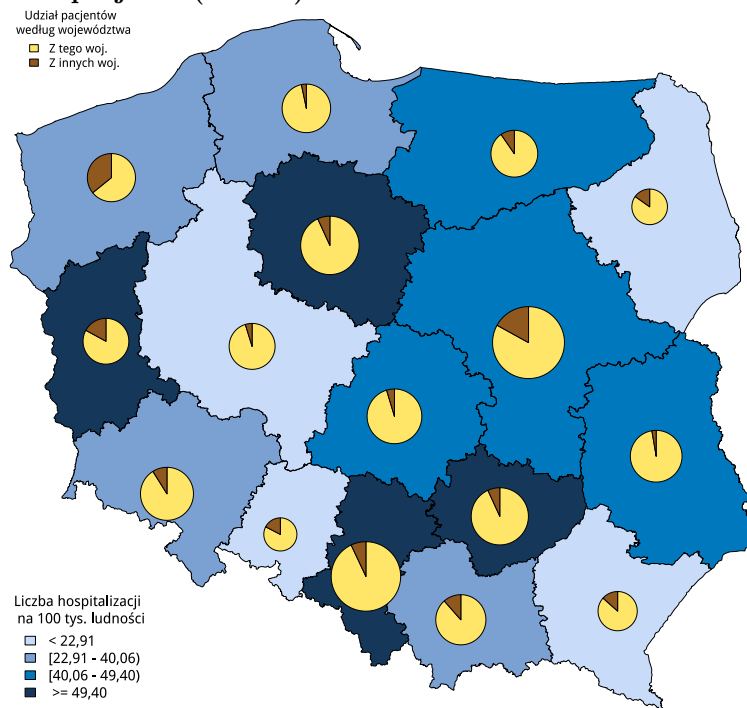 Udział pacjentów
według województwa
Z tego woj.
Z innych woj.
Liczba hospitalizacji
na 100 tys. ludności
< 22,91
[22,91 - 40,06)
[40,06 - 49,40)
>= 49,40